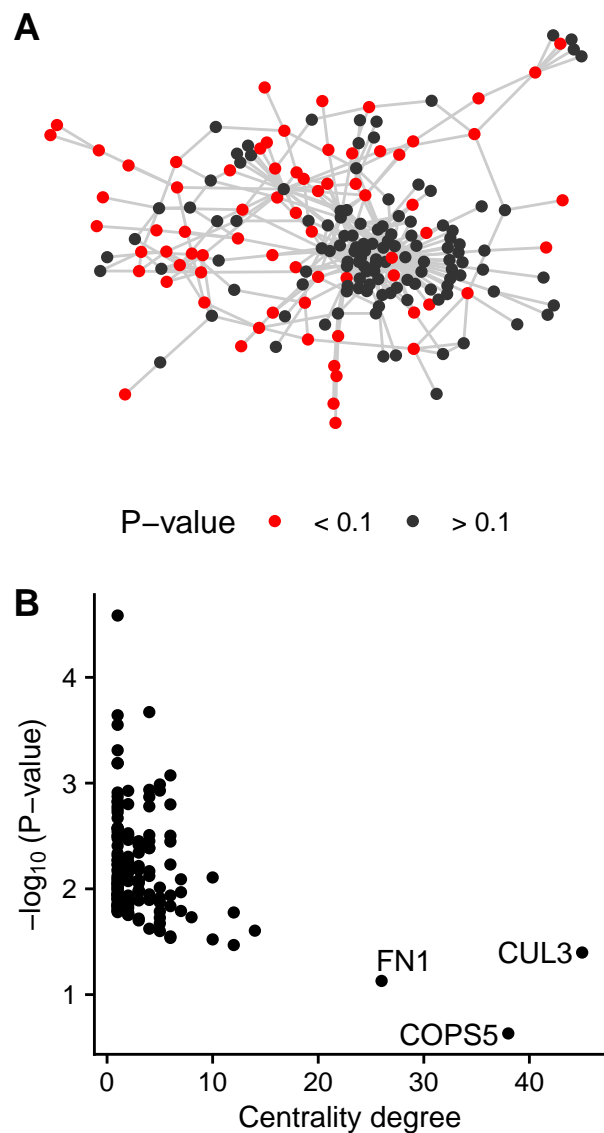 A
P−value < 0.1 > 0.1
B
−log₁₀ (P−value)
4
3
2
1
FN1
CUL3
COPS5
0 10 20 30 40
Centrality degree